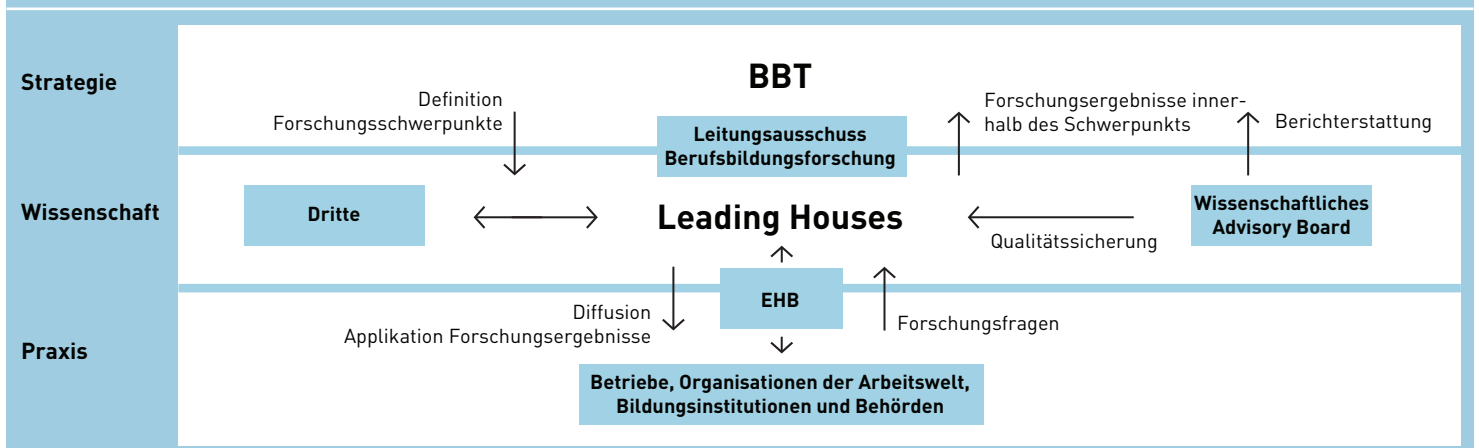 Strategie
BBT
Definition
Forschungsschwerpunkte
Leitungsausschuss
Berufsbildungsforschung
Forschungsergebnisse inner-
halb des Schwerpunkts
Berichterstattung
Wissenschaft
Dritte
Leading Houses
Qualitätssicherung
Wissenschaftliches
Advisory Board
Praxis
Diffusion
Applikation Forschungsergebnisse
EHB
Forschungsfragen
Betriebe, Organisationen der Arbeitswelt,
Bildungsinstitutionen und Behörden